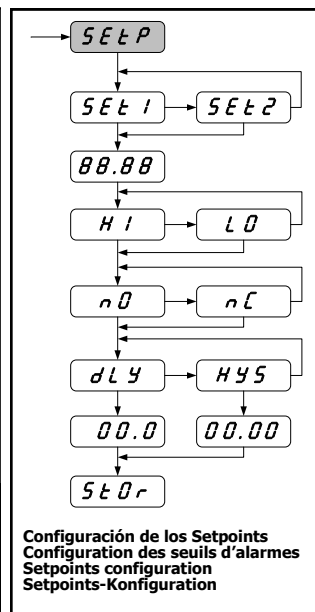 SEtP
SEt1 SEt2
88.88
HI LO
nO nC
dLY HYS
00.0 00.00
StOr
Configuración de los Setpoints
Configuration des seuils d’alarmes
Setpoints configuration
Setpoints-Konfiguration